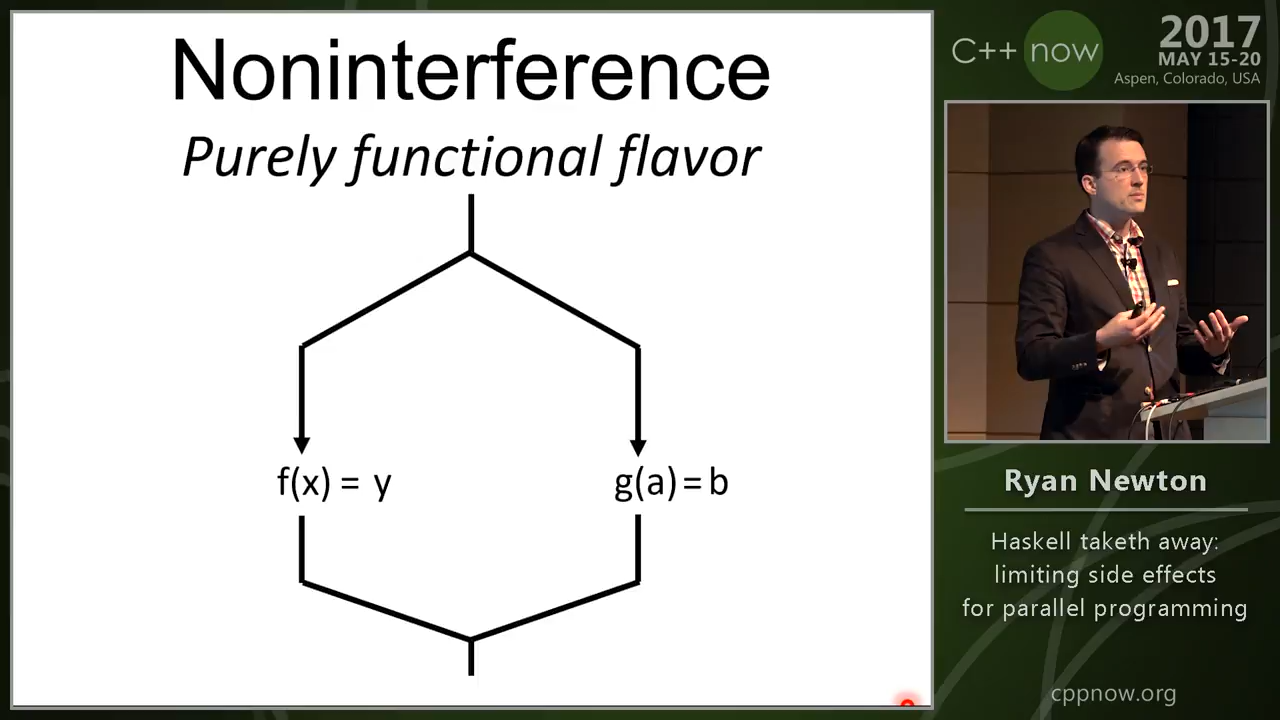 Noninterference
Purely functional flavor
f(x) = y
g(a) = b
C++ now
2017
MAY 15-20
Aspen, Colorado, USA
Ryan Newton
Haskell taketh away:
limiting side effects
for parallel programming
cppnow.org